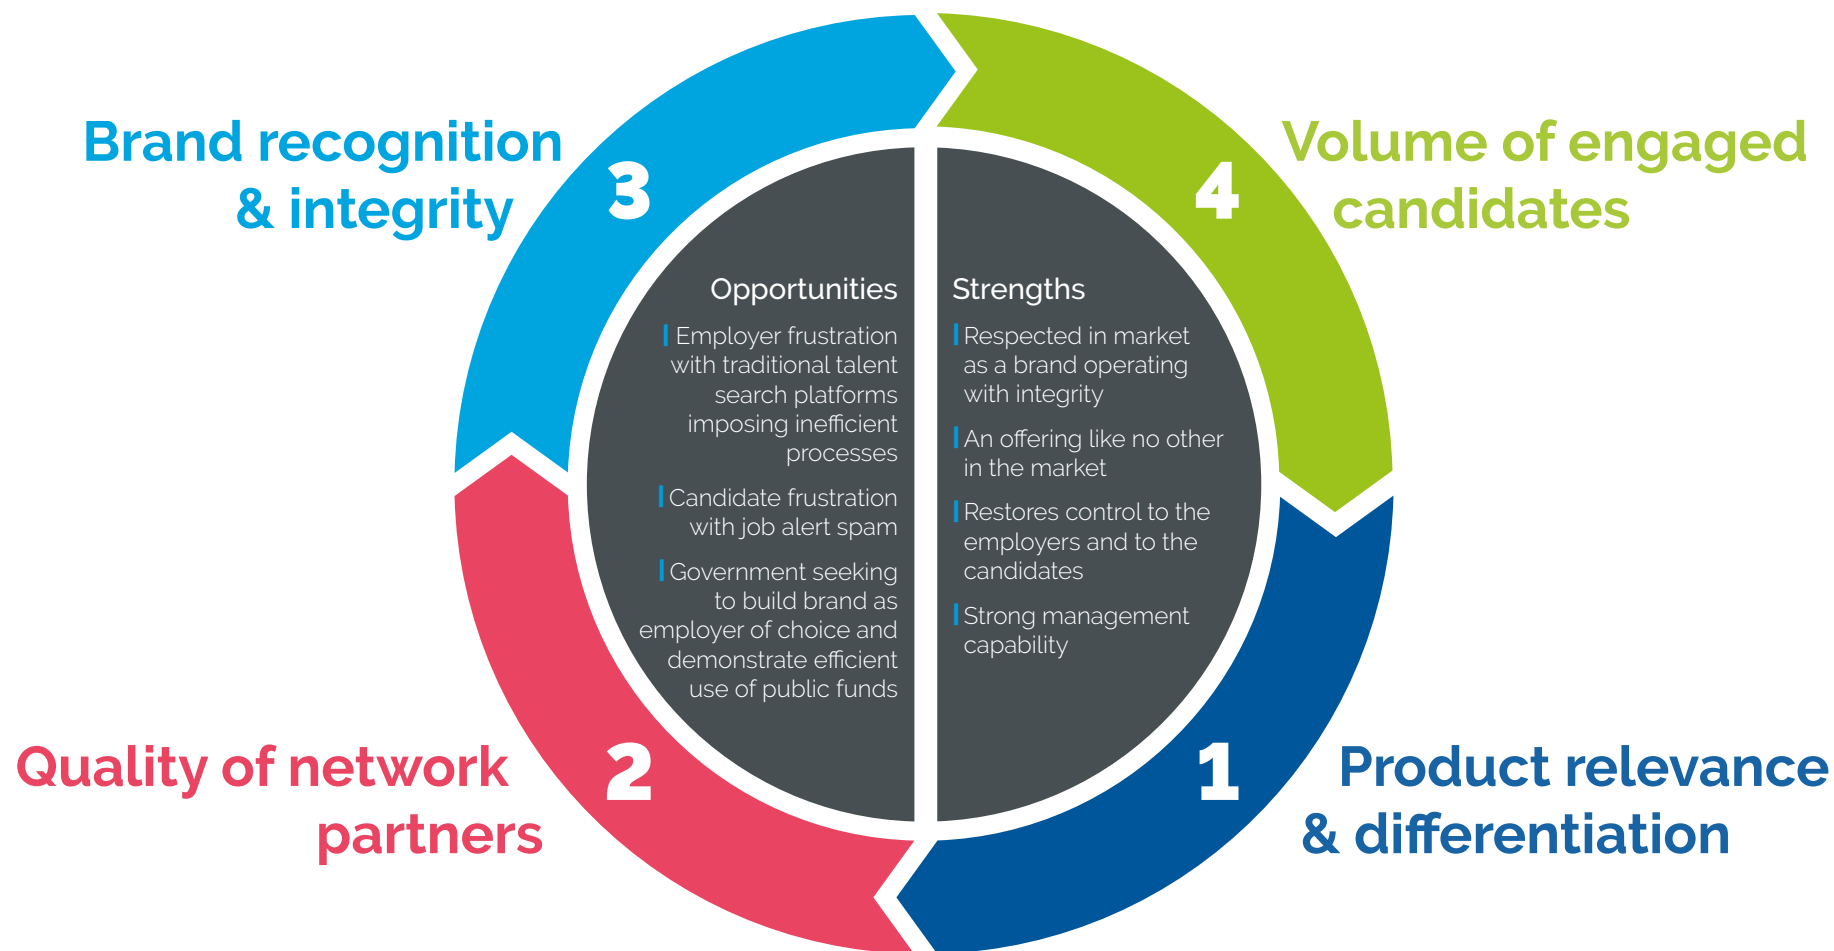 Brand recognition
& integrity
3
4
Volume of engaged
candidates
Opportunities
Employer frustration
with traditional talent
search platforms
imposing inefficient
processes
Candidate frustration
with job alert spam
Government seeking
to build brand as
employer of choice and
demonstrate efficient
use of public funds
Strengths
Respected in market
as a brand operating
with integrity
An offering like no other
in the market
Restores control to the
employers and to the
candidates
Strong management
capability
Quality of network
partners
2
1
Product relevance
& differentiation